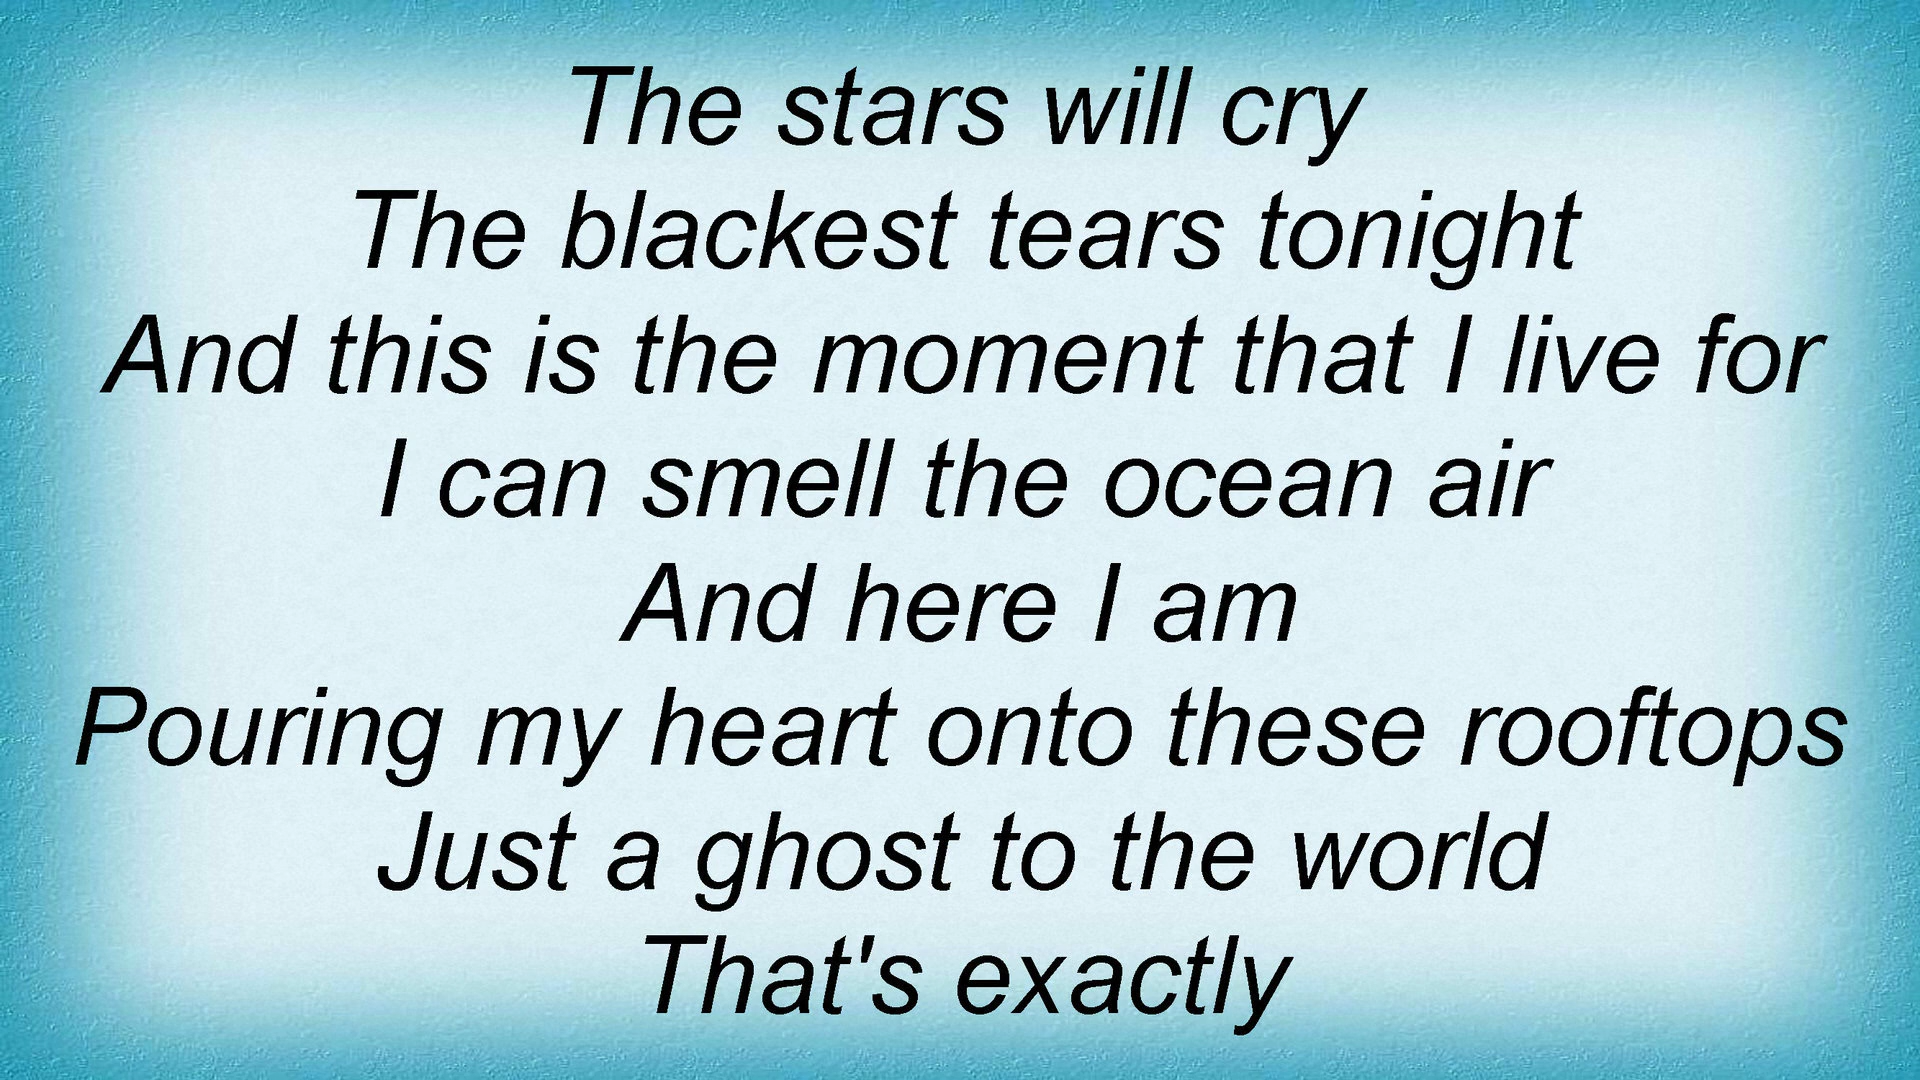 The stars will cry
The blackest tears tonight
And this is the moment that I live for
I can smell the ocean air
And here I am
Pouring my heart onto these rooftops
Just a ghost to the world
That's exactly